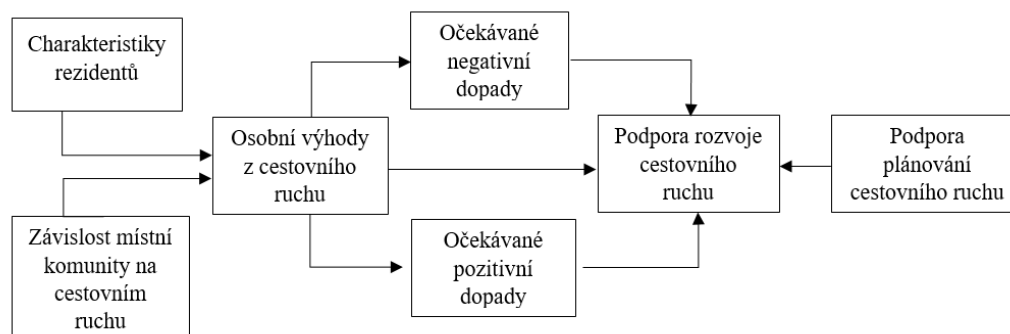 Charakteristiky
rezidentů
Závislost místní
komunity na
cestovním
ruchu
Osobní výhody
z cestovního
ruchu
Očekávané
negativní
dopady
Očekávané
pozitivní
dopady
Podpora rozvoje
cestovního
ruchu
Podpora
plánování
cestovního ruchu